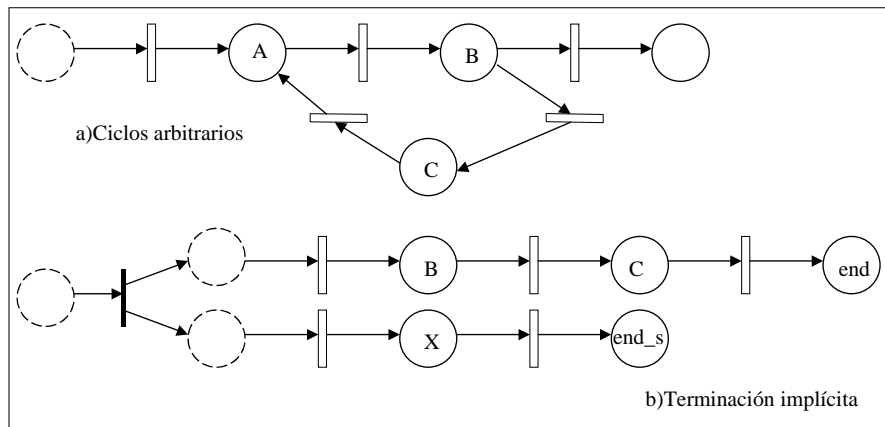 A
B
a)Ciclos arbitrarios
C
B
C
end
X
end_s
b)Terminación implícita